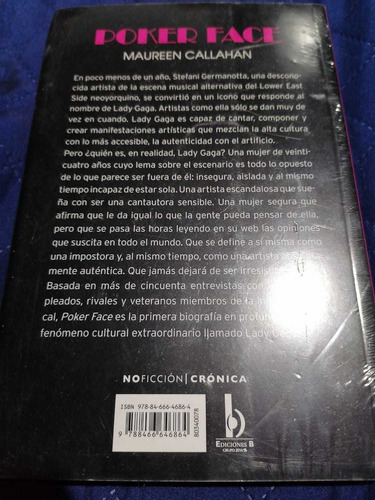 POKER FACE
MAUREEN CALLAHAN
En poco menos de un año, Stefani Germanotta, una descono-
cida artista de la escena musical alternativa del Lower East
Side neoyorquino, se convirtió en un icono que responde al
nombre de Lady Gaga. Artistas como ella sólo se dan muy de
vez en cuando. Lady Gaga es capaz de cantar, componer y
crear manifestaciones artísticas que mezclan la alta cultura
con lo más accesible, la autenticidad con el artificio.
Pero ¿quién es, en realidad, Lady Gaga? Una mujer de veinti-
cuatro años cuyo lema sobre el escenario es todo lo opuesto
de lo que parece ser fuera de él: insegura, aislada y al mismo
tiempo incapaz de estar sola. Una artista escandalosa que sue-
ña con ser una cantautora sensible. Una mujer segura que
afirma que le da igual lo que la gente pueda pensar de ella,
pero que se pasa las horas leyendo en su web las opiniones
que suscita en todo el mundo. Que se define a sí misma como
una impostora y, al mismo tiempo, como una artista
mente auténtica. Que jamás dejará de ser
Basada en más de cincuenta entrevistas con
pleados, rivales y veteranos miembros de la
cal, Poker Face es la primera biografía en
fenómeno cultural extraordinario llamado Lady
NOFICCIÓN | CRÓNICA
ISBN 978-84-666-4686-4
9 788466 646864
80340078
b
EDICIONES B
GRUPO ZETA